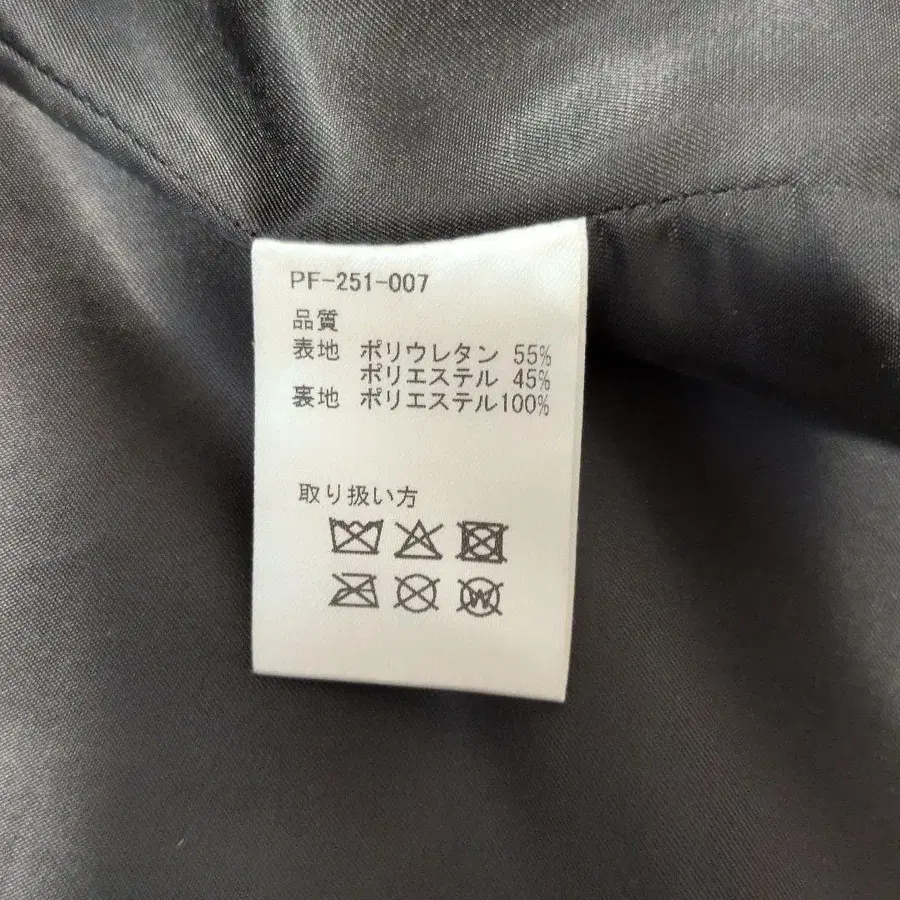 PF-251-007
品質
表地 ポリウレタン 55%
ポリエステル 45%
裏地 ポリエステル100%
取り扱い方
W